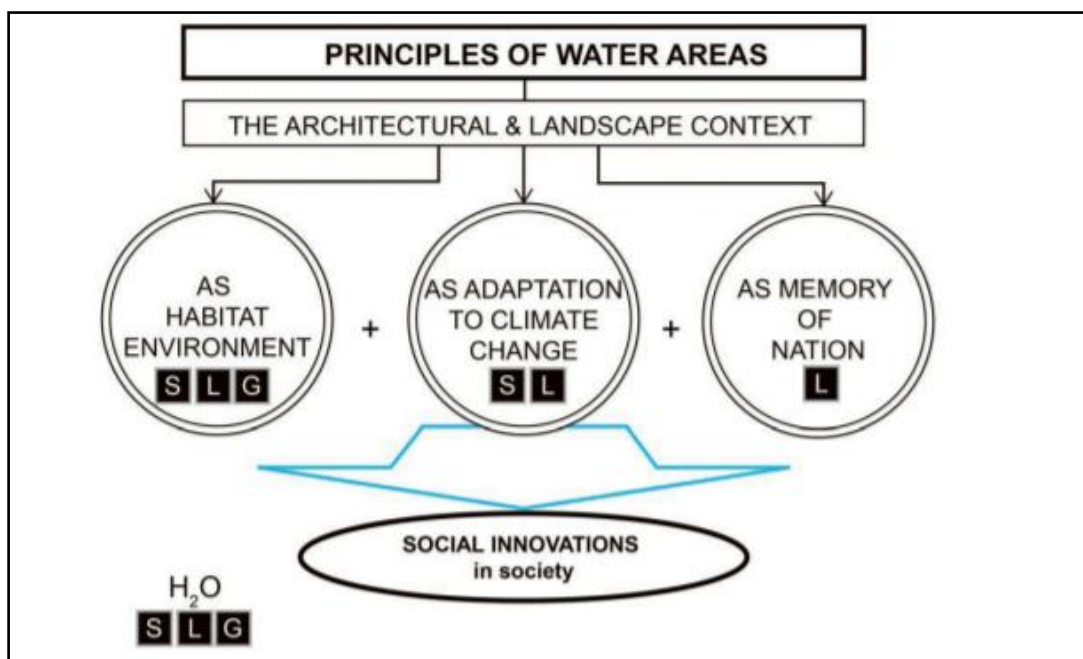 PRINCIPLES OF WATER AREAS
THE ARCHITECTURAL & LANDSCAPE CONTEXT
AS
HABITAT
ENVIRONMENT
S L G
+
AS ADAPTATION
TO CLIMATE
CHANGE
S L
+
AS MEMORY
OF
NATION
L
SOCIAL INNOVATIONS
in society
H₂O
S L G